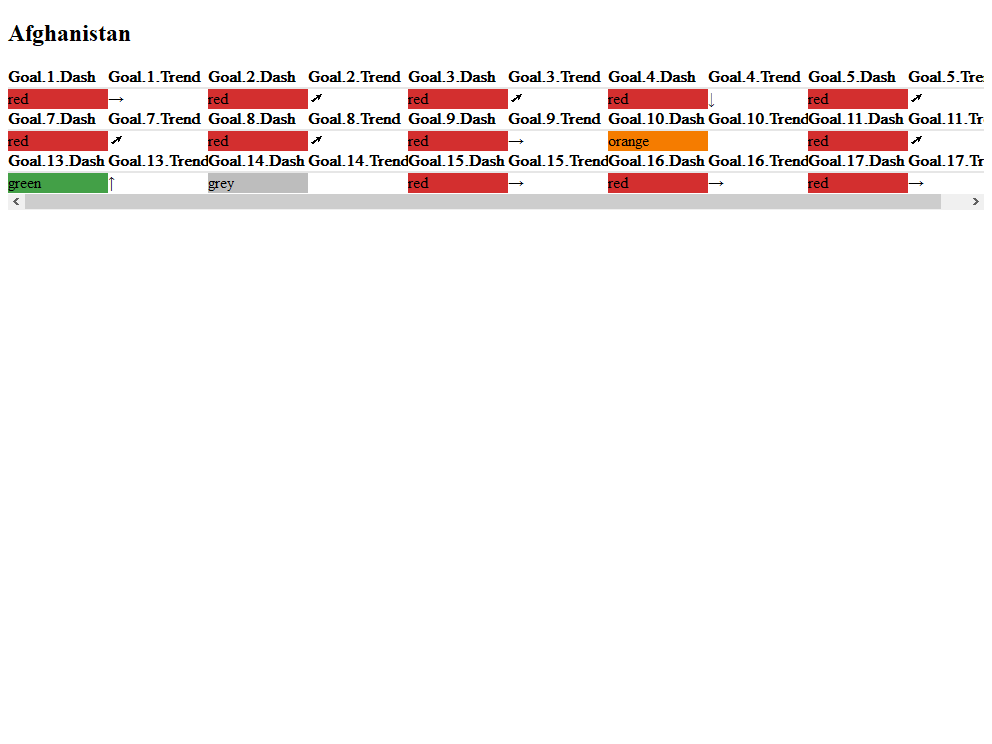 Afghanistan
Goal.1.Dash Goal.1.Trend Goal.2.Dash Goal.2.Trend Goal.3.Dash Goal.3.Trend Goal.4.Dash Goal.4.Trend Goal.5.Dash Goal.5.Tre
red → red ➚ red ➚ red ↓ red ➚
Goal.7.Dash Goal.7.Trend Goal.8.Dash Goal.8.Trend Goal.9.Dash Goal.9.Trend Goal.10.Dash Goal.10.Trend Goal.11.Dash Goal.11.Tr
red ➚ red ➚ red → orange red ➚
Goal.13.Dash Goal.13.Trend Goal.14.Dash Goal.14.Trend Goal.15.Dash Goal.15.Trend Goal.16.Dash Goal.16.Trend Goal.17.Dash Goal.17.Tr
green ↑ grey red → red → red →